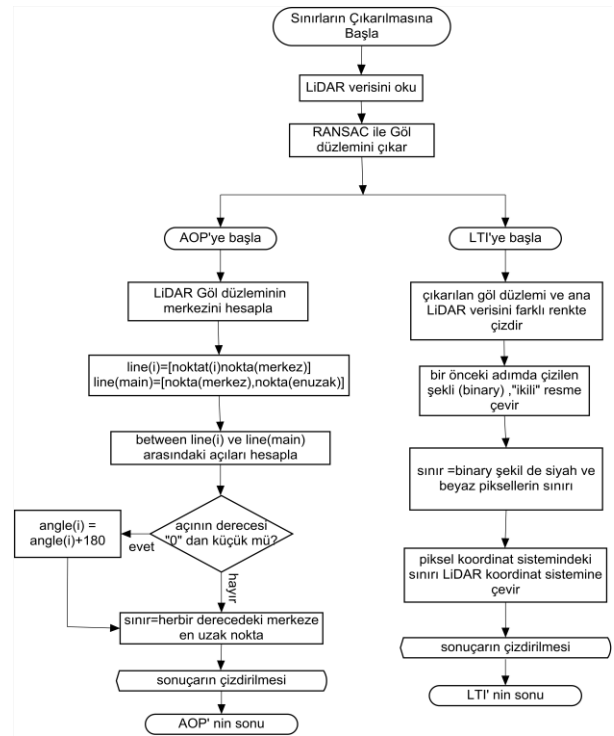 Sınırların Çıkarılmasına
Başla
LiDAR verisini oku
RANSAC ile Göl
düzlemini çıkar
AOP'ye başla
LiDAR Göl düzleminin
merkezini hesapla
line(i)=[noktat(i)nokta(merkez)]
line(main)=[nokta(merkez),nokta(enuzak)]
between line(i) ve line(main)
arasındaki açıları hesapla
açının derecesi
"0" dan küçük mü?
evet
angle(i) =
angle(i)+180
hayır
sınır=herbir derecedeki merkeze
en uzak nokta
sonuçarın çizdirilmesi
AOP' nin sonu
LTI'ye başla
çıkarılan göl düzlemi ve ana
LiDAR verisini farklı renkte
çizdir
bir önceki adımda çizilen
şekli (binary) ,"ikili" resme
çevir
sınır =binary şekil de siyah ve
beyaz piksellerin sınırı
piksel koordinat sistemindeki
sınırı LiDAR koordinat sistemine
çevir
sonuçarın çizdirilmesi
LTI' nin sonu